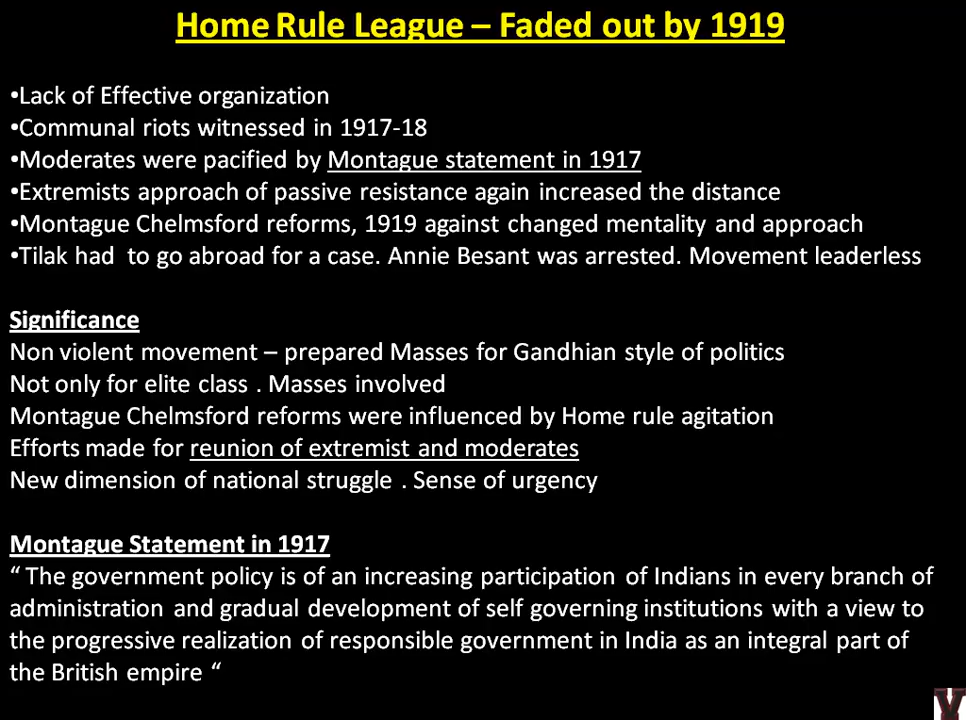 Home Rule League – Faded out by 1919
•Lack of Effective organization
•Communal riots witnessed in 1917-18
•Moderates were pacified by Montague statement in 1917
•Extremists approach of passive resistance again increased the distance
•Montague Chelmsford reforms, 1919 against changed mentality and approach
•Tilak had  to go abroad for a case. Annie Besant was arrested. Movement leaderless
Significance
Non violent movement – prepared Masses for Gandhian style of politics
Not only for elite class . Masses involved
Montague Chelmsford reforms were influenced by Home rule agitation
Efforts made for reunion of extremist and moderates
New dimension of national struggle . Sense of urgency
Montague Statement in 1917
“ The government policy is of an increasing participation of Indians in every branch of
administration and gradual development of self governing institutions with a view to
the progressive realization of responsible government in India as an integral part of
the British empire “